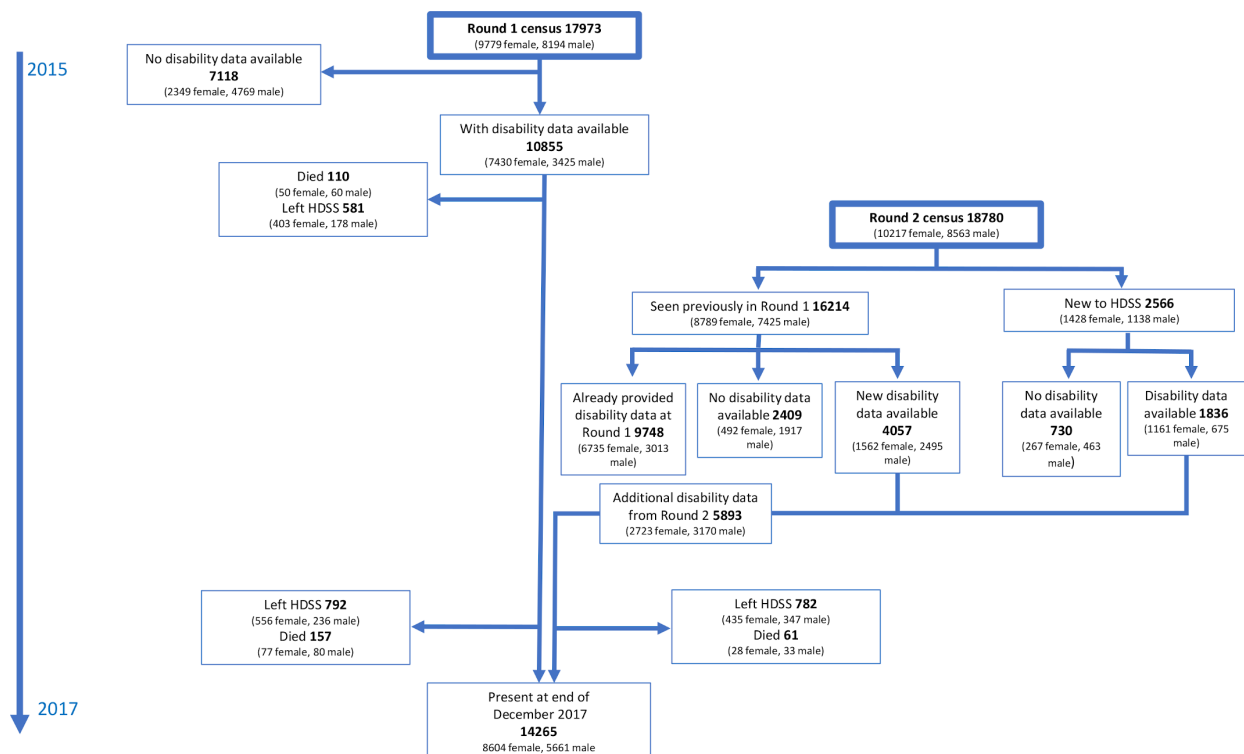 Round 1 census 17973
(9779 female, 8194 male)
2015
No disability data available
7118
(2349 female, 4769 male)
With disability data available
10855
(7430 female, 3425 male)
Died 110
(50 female, 60 male)
Left HDSS 581
(403 female, 178 male)
Round 2 census 18780
(10217 female, 8563 male)
Seen previously in Round 1 16214
(8789 female, 7425 male)
New to HDSS 2566
(1428 female, 1138 male)
Already provided
disability data at
Round 1 9748
(6735 female, 3013
male)
No disability data
available 2409
(492 female, 1917
male)
New disability
data available
4057
(1562 female, 2495
male)
No disability
data available
730
(267 female, 463
male)
Disability data
available 1836
(1161 female, 675
male)
Additional disability data
from Round 2 5893
(2723 female, 3170 male)
Left HDSS 792
(556 female, 236 male)
Died 157
(77 female, 80 male)
Left HDSS 782
(435 female, 347 male)
Died 61
(28 female, 33 male)
2017
Present at end of
December 2017
14265
8604 female, 5661 male